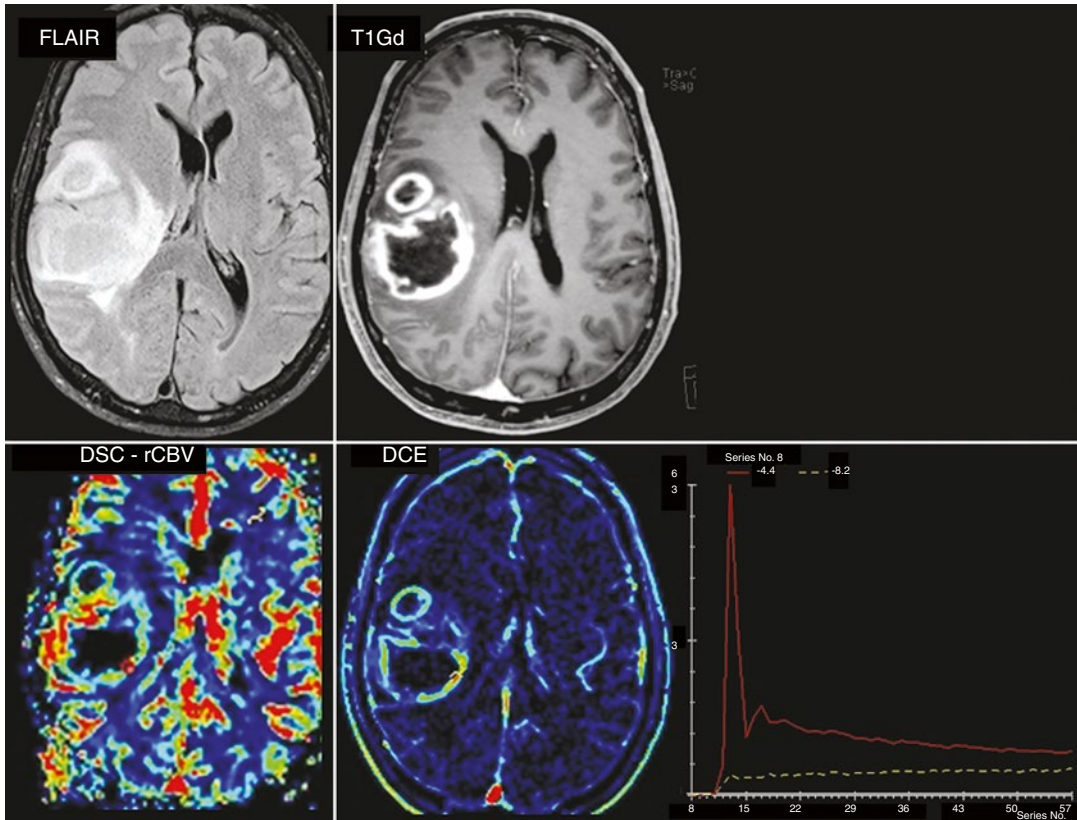 FLAIR
T1Gd
Tra>C
>Sag
DSC - rCBV
DCE
Series No. 8
-4.4
-8.2
6
3
3
8
15
22
29
36
43
50
57
Series No.